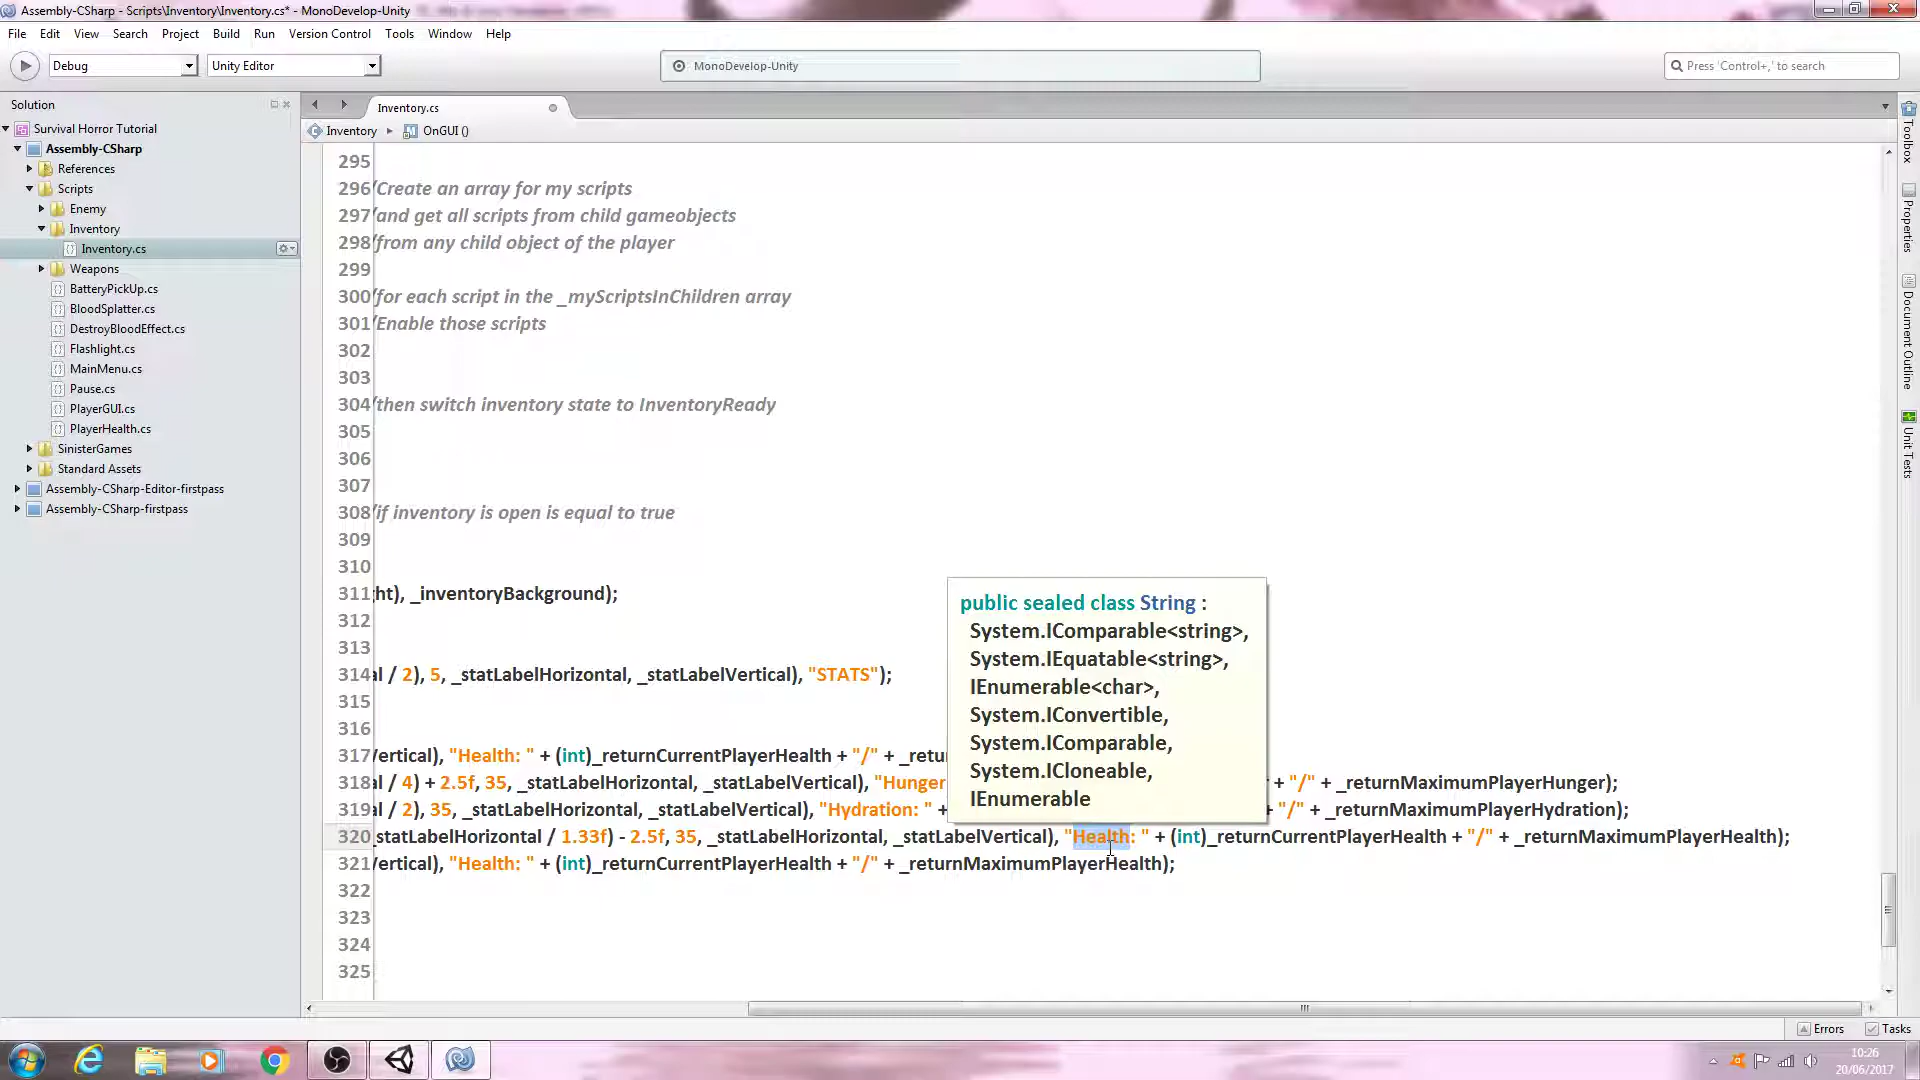 Assembly-CSharp - Scripts\Inventory\Inventory.cs* - MonoDevelop-Unity
File Edit View Search Project Build Run Version Control Tools Window Help
Debug Unity Editor MonoDevelop-Unity Press 'Control+,' to search
Solution
Survival Horror Tutorial
Assembly-CSharp
References
Scripts
Enemy
Inventory
Inventory.cs
Weapons
BatteryPickUp.cs
BloodSplatter.cs
DestroyBloodEffect.cs
Flashlight.cs
MainMenu.cs
Pause.cs
PlayerGUI.cs
PlayerHealth.cs
SinisterGames
Standard Assets
Assembly-CSharp-Editor-firstpass
Assembly-CSharp-firstpass
Inventory.cs
Inventory OnGUI ()
295
296 /Create an array for my scripts
297 /and get all scripts from child gameobjects
298 /from any child object of the player
299
300 /for each script in the _myScriptsInChildren array
301 /Enable those scripts
302
303
304 /then switch inventory state to InventoryReady
305
306
307
308 /if inventory is open is equal to true
309
310
311 ht), _inventoryBackground);
312
313
314 al / 2), 5, _statLabelHorizontal, _statLabelVertical), "STATS");
315
316
317 Vertical), "Health: " + (int)_returnCurrentPlayerHealth + "/" + _retu
318 al / 4) + 2.5f, 35, _statLabelHorizontal, _statLabelVertical), "Hunger + "/" + _returnMaximumPlayerHunger);
319 al / 2), 35, _statLabelHorizontal, _statLabelVertical), "Hydration: " + "/" + _returnMaximumPlayerHydration);
320 _statLabelHorizontal / 1.33f) - 2.5f, 35, _statLabelHorizontal, _statLabelVertical), "Health: " + (int)_returnCurrentPlayerHealth + "/" + _returnMaximumPlayerHealth);
321 Vertical), "Health: " + (int)_returnCurrentPlayerHealth + "/" + _returnMaximumPlayerHealth);
322
323
324
325
public sealed class String :
System.IComparable<string>,
System.IEquatable<string>,
IEnumerable<char>,
System.IConvertible,
System.IComparable,
System.ICloneable,
IEnumerable
Toolbox
Properties
Document Outline
Unit Tests
Errors Tasks
10:26
20/06/2017